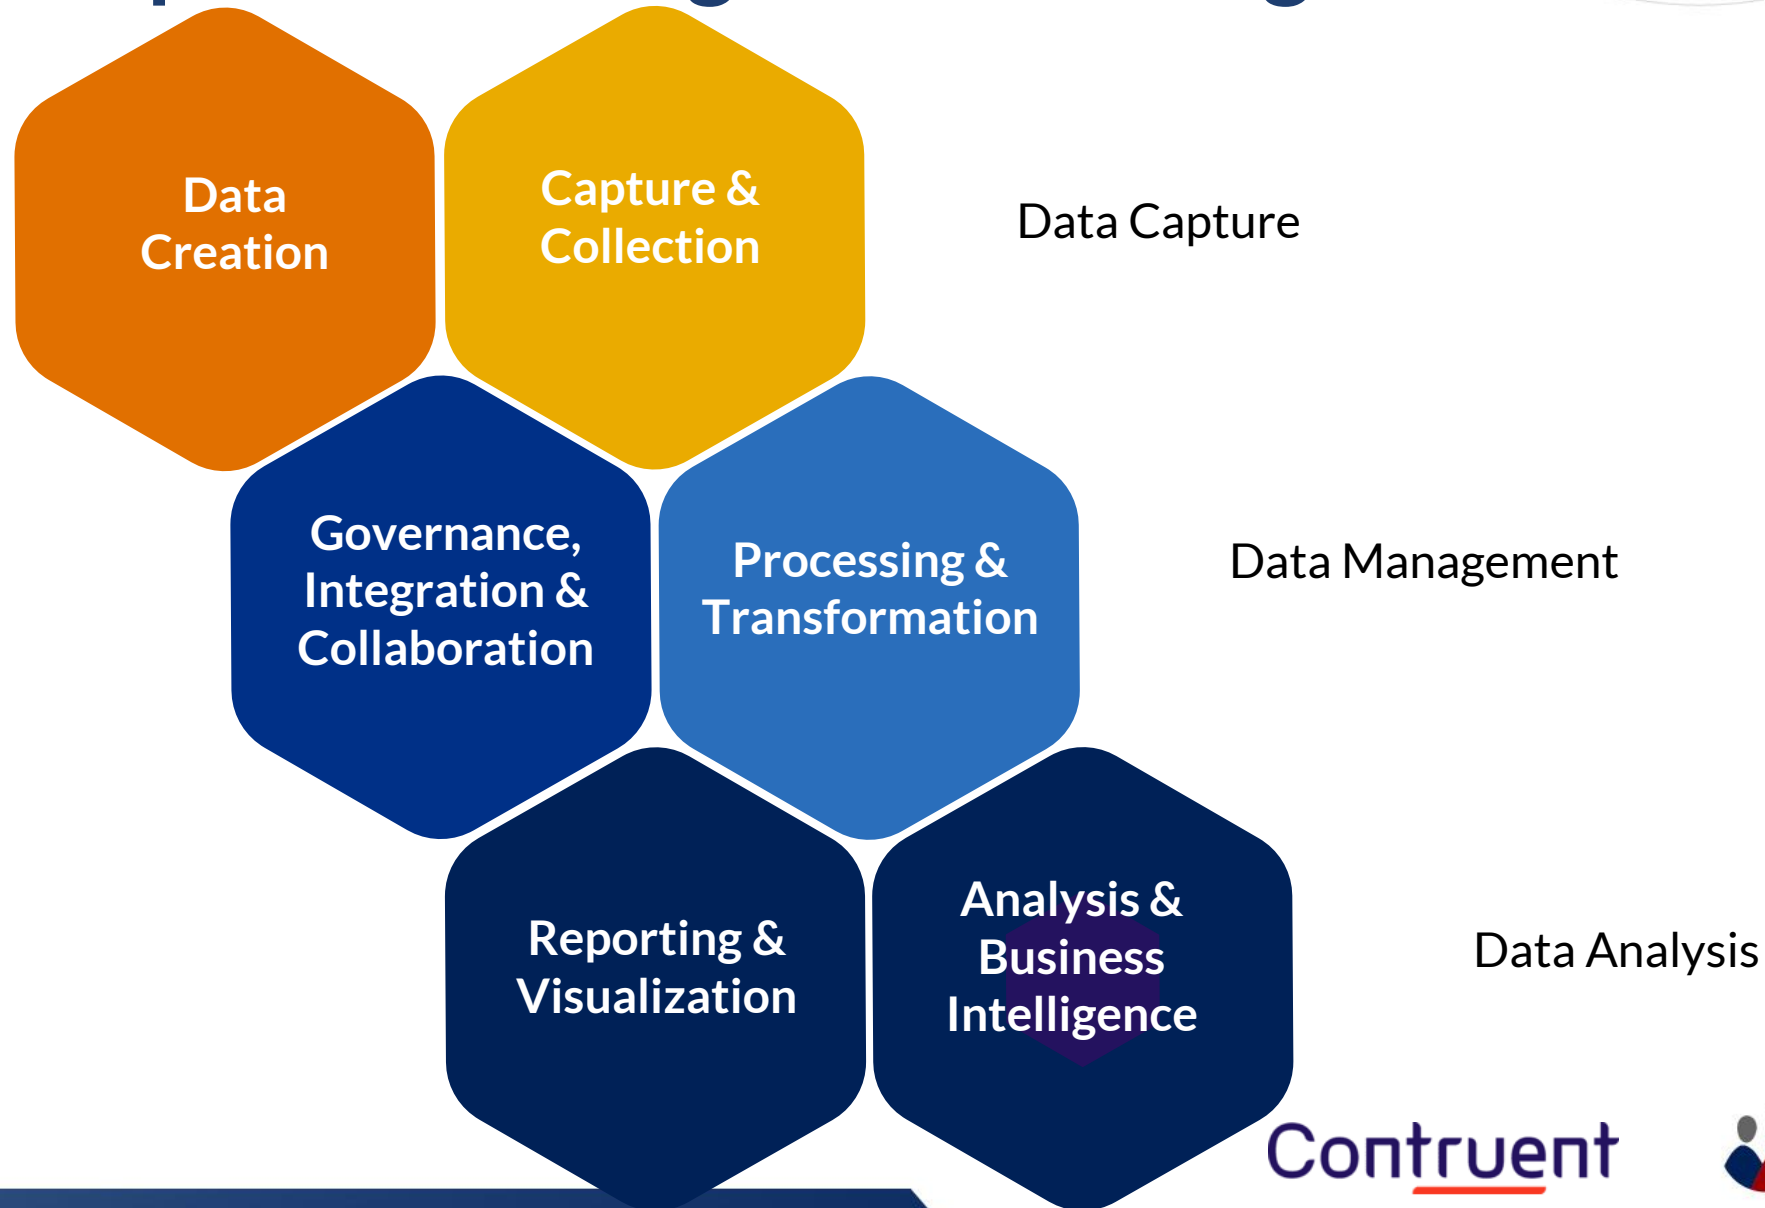 Data
Creation
Capture &
Collection
Data Capture
Governance,
Integration &
Collaboration
Processing &
Transformation
Data Management
Reporting &
Visualization
Analysis &
Business
Intelligence
Data Analysis
Contruent